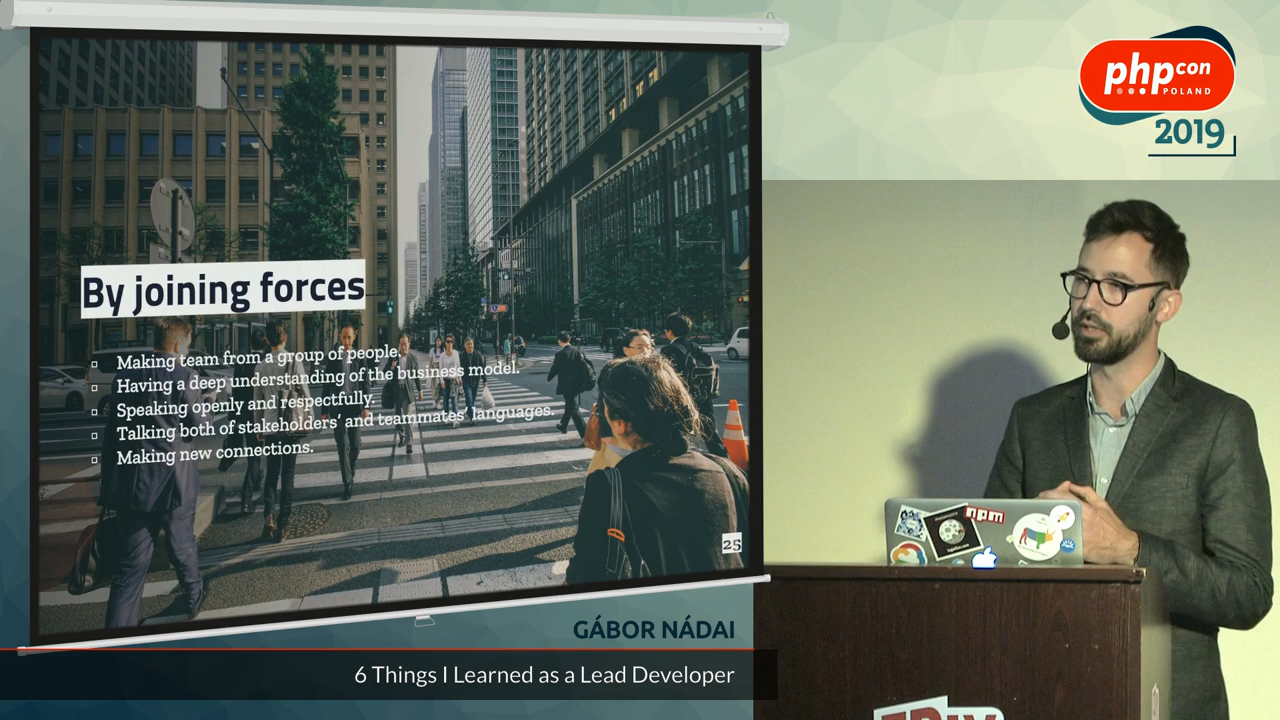 By joining forces
Making team from a group of people.
Having a deep understanding of the business model.
Speaking openly and respectfully.
Talking both of stakeholders' and teammates' languages.
Making new connections.
25
php con
POLAND
2019
npm
GÁBOR NÁDAI
6 Things I Learned as a Lead Developer